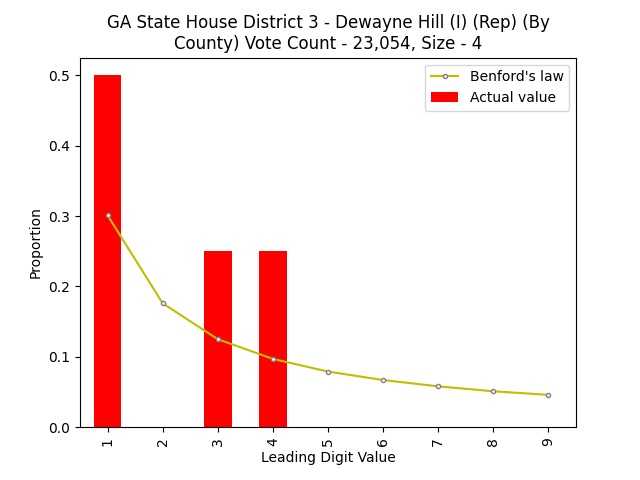 GA State House District 3 - Dewayne Hill (I) (Rep) (By
County) Vote Count - 23,054, Size - 4
Benford's law
Actual value
Proportion
0.5
0.4
0.3
0.2
0.1
0.0
1 2 3 4 5 6 7 8 9
Leading Digit Value